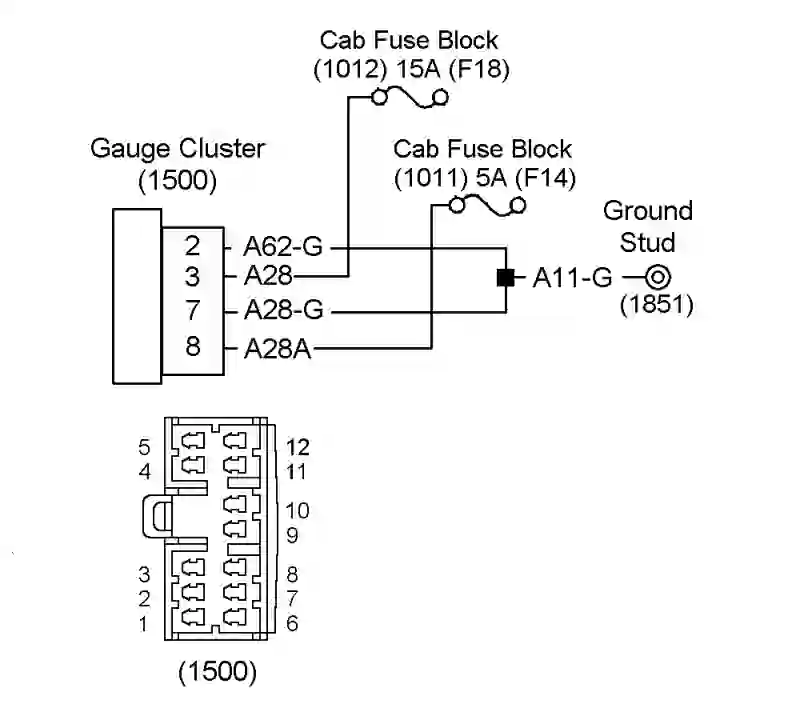 Cab Fuse Block
(1012) 15A (F18)
Gauge Cluster
(1500)
Cab Fuse Block
(1011) 5A (F14)
Ground
Stud
2 A62-G
3 A28
A11-G
(1851)
7 A28-G
8 A28A
5 12
4 11
10
9
3 8
2 7
1 6
(1500)